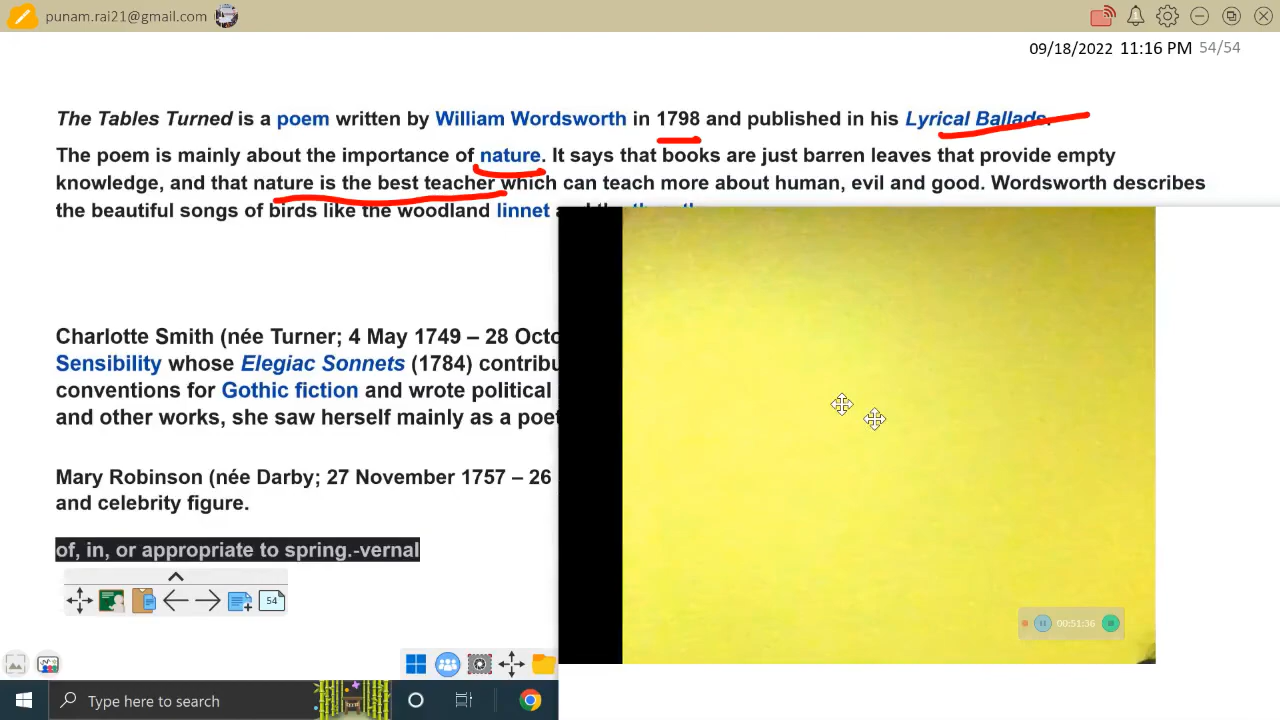 punam.rai21@gmail.com
09/18/2022 11:16 PM 54/54
The Tables Turned is a poem written by William Wordsworth in 1798 and published in his Lyrical Ballads.
The poem is mainly about the importance of nature. It says that books are just barren leaves that provide empty
knowledge, and that nature is the best teacher which can teach more about human, evil and good. Wordsworth describes
the beautiful songs of birds like the woodland linnet
Charlotte Smith (née Turner; 4 May 1749 – 28 Octo
Sensibility whose Elegiac Sonnets (1784) contribu
conventions for Gothic fiction and wrote political
and other works, she saw herself mainly as a poet
Mary Robinson (née Darby; 27 November 1757 – 26
and celebrity figure.
of, in, or appropriate to spring.-vernal
54
00:51:36
Type here to search